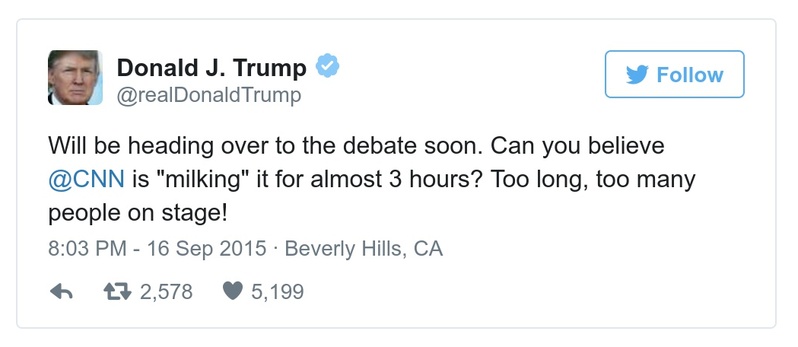 Donald J. Trump
@realDonaldTrump
Follow
Will be heading over to the debate soon. Can you believe
@CNN is "milking" it for almost 3 hours? Too long, too many
people on stage!
8:03 PM - 16 Sep 2015 · Beverly Hills, CA
2,578 5,199